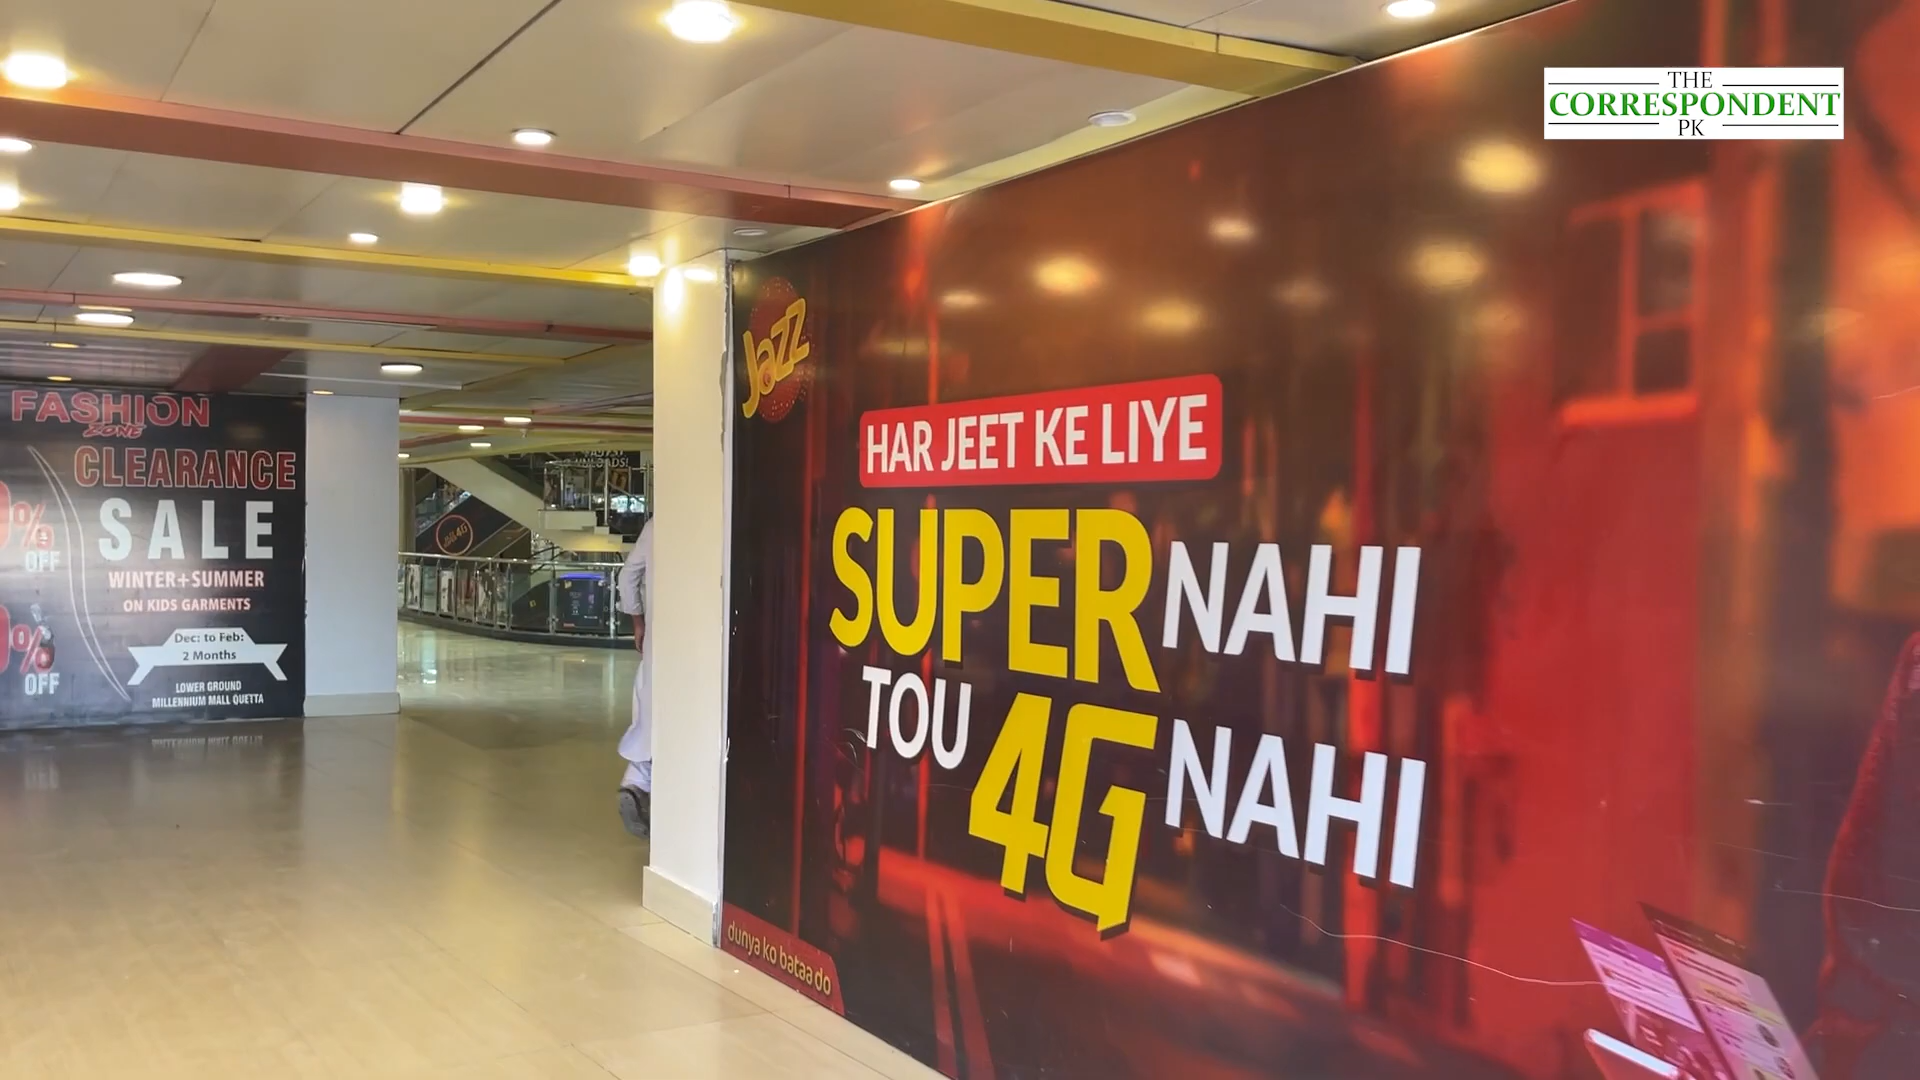 THE
CORRESPONDENT
PK
FASHION
ZONE
CLEARANCE
SALE
%
OFF
WINTER+SUMMER
ON KIDS GARMENTS
%
OFF
Dec: to Feb:
2 Months
LOWER GROUND
MILLENNIUM MALL QUETTA
Jazz
HAR JEET KE LIYE
SUPER NAHI
TOU 4G NAHI
dunya ko bataa do